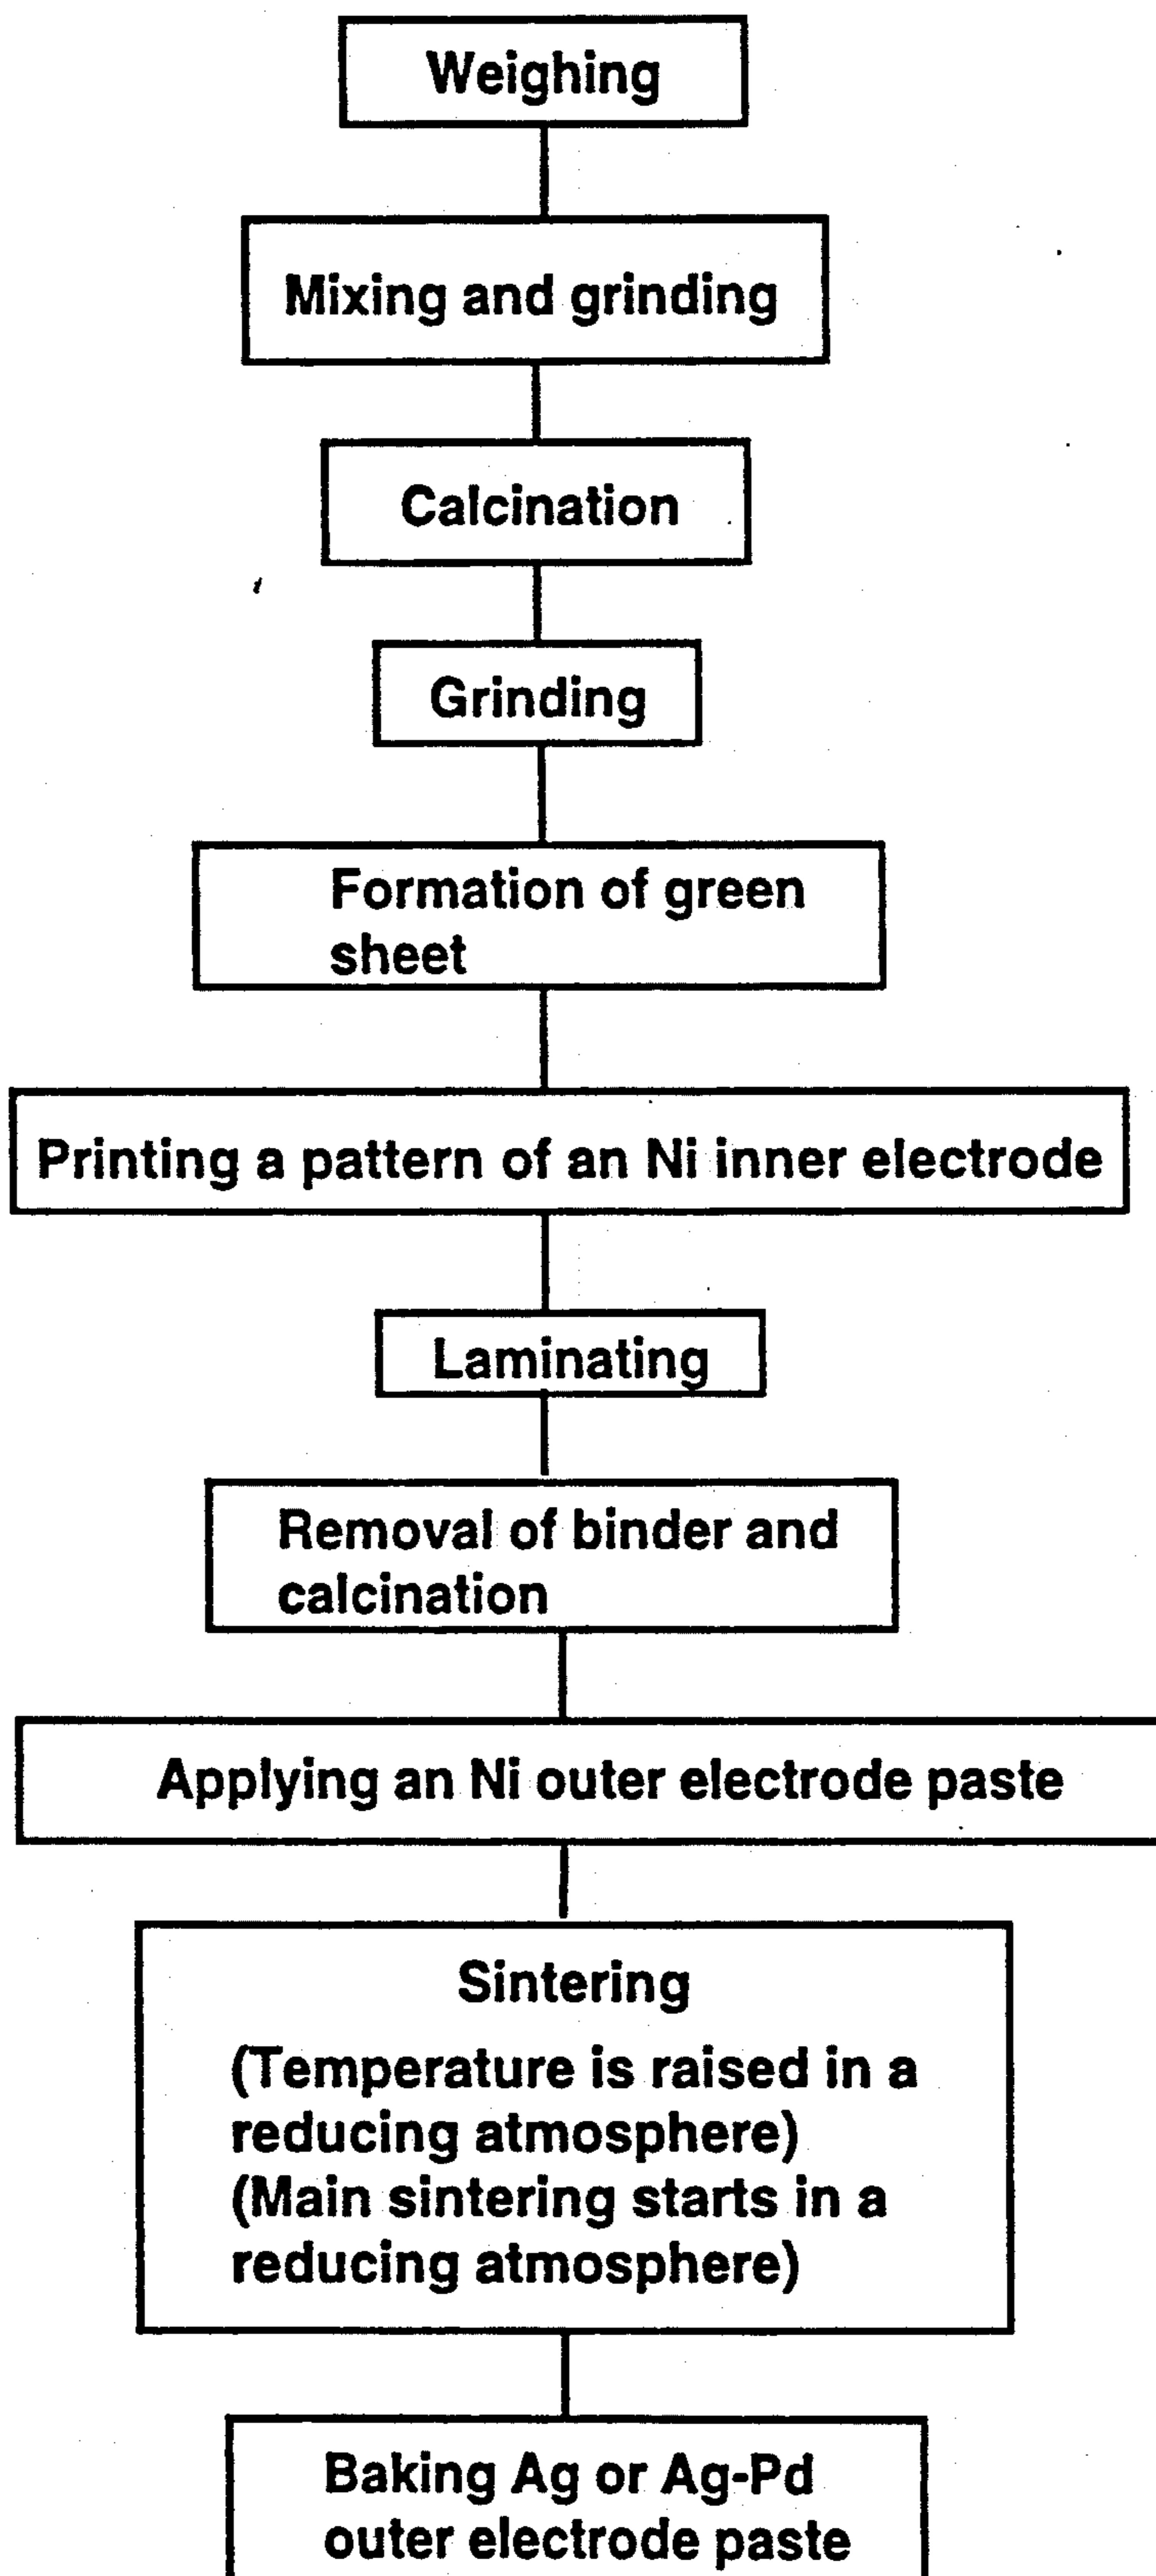 Weighing
Mixing and grinding
Calcination
Grinding
Formation of green
sheet
Printing a pattern of an Ni inner electrode
Laminating
Removal of binder and
calcination
Applying an Ni outer electrode paste
Sintering
(Temperature is raised in a
reducing atmosphere)
(Main sintering starts in a
reducing atmosphere)
Baking Ag or Ag-Pd
outer electrode paste